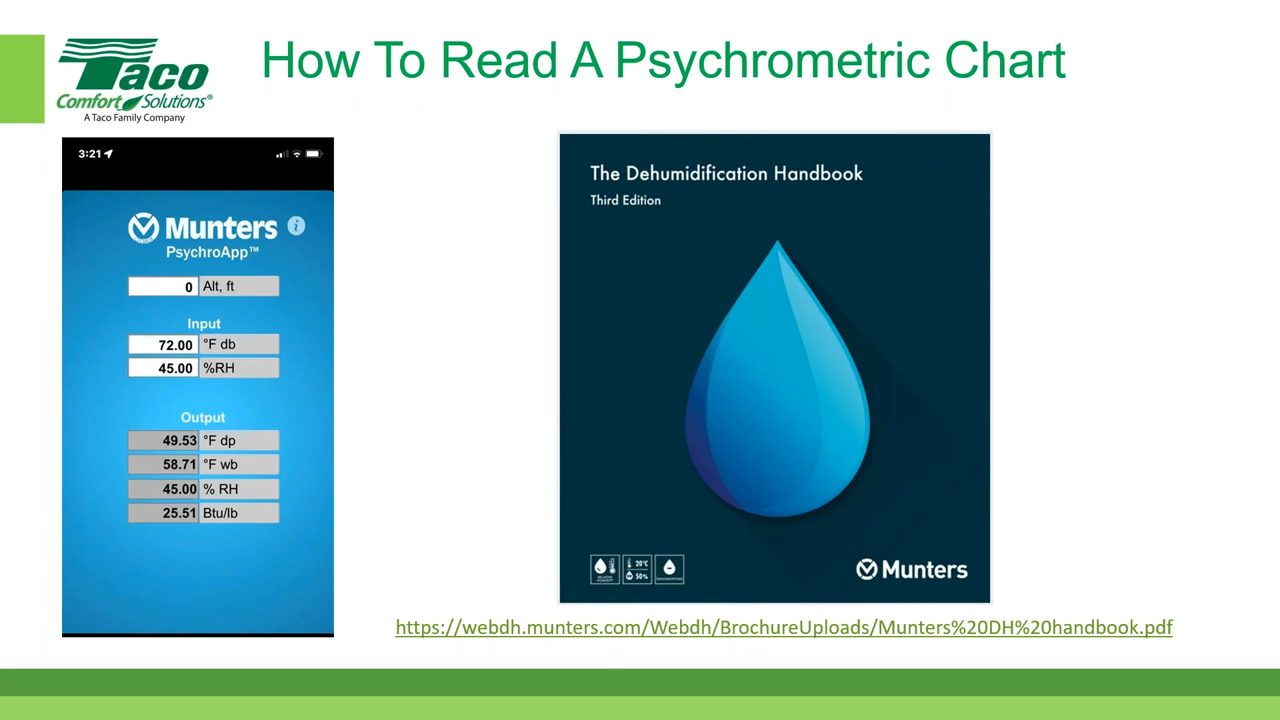 How To Read A Psychrometric Chart
Taco
Comfort Solutions®
A Taco Family Company
3:21
Munters
PsychroApp™
0 Alt, ft
Input
72.00 °F db
45.00 %RH
Output
49.53 °F dp
58.71 °F wb
45.00 % RH
25.51 Btu/lb
The Dehumidification Handbook
Third Edition
20°C
50%
Munters
https://webdh.munters.com/Webdh/BrochureUploads/Munters%20DH%20handbook.pdf